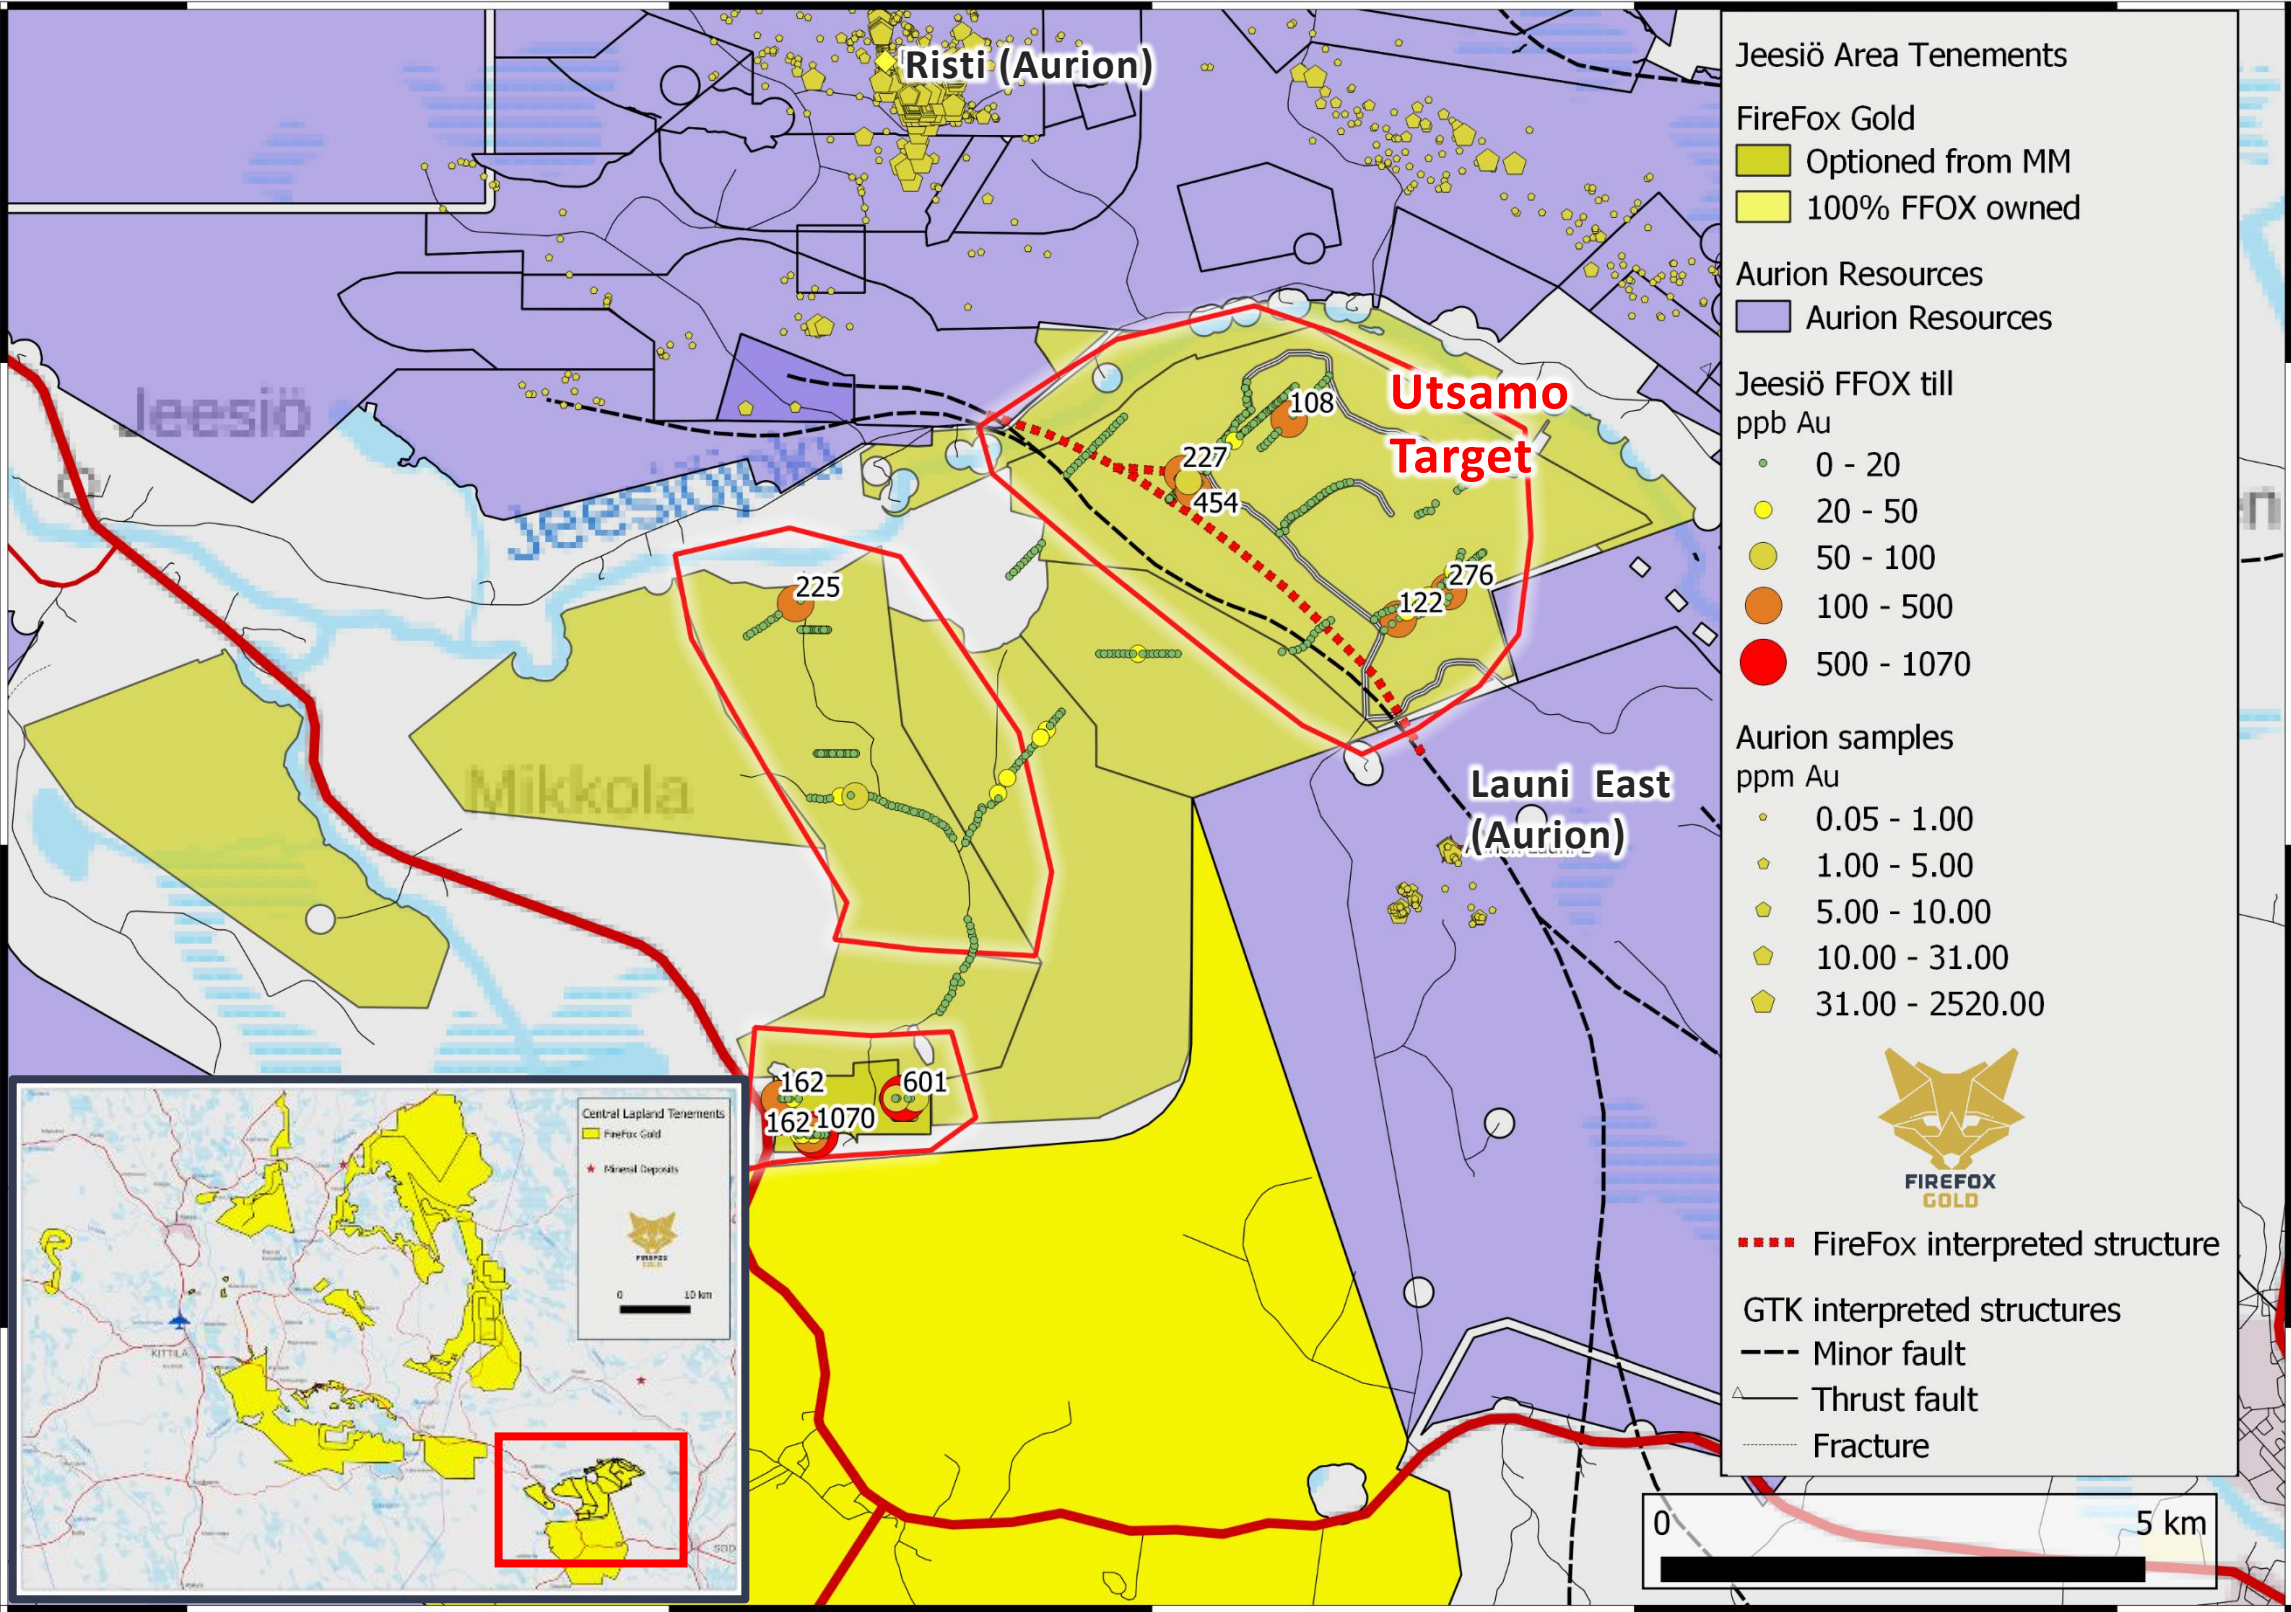 Risti (Aurion)
Jeesiö
Jeesiöjoki
108
Utsamo
Target
227
454
276
122
225
Mikkola
Launi East
(Aurion)
162
601
162
1070
Jeesiö Area Tenements
FireFox Gold
Optioned from MM
100% FFOX owned
Aurion Resources
Aurion Resources
Jeesiö FFOX till
ppb Au
0 - 20
20 - 50
50 - 100
100 - 500
500 - 1070
Aurion samples
ppm Au
0.05 - 1.00
1.00 - 5.00
5.00 - 10.00
10.00 - 31.00
31.00 - 2520.00
FIREFOX
GOLD
FireFox interpreted structure
GTK interpreted structures
Minor fault
Thrust fault
Fracture
0 5 km
Central Lapland Tenements
FireFox Gold
Mineral Deposits
FIREFOX
GOLD
0 10 km
KITTILÄ
SOD